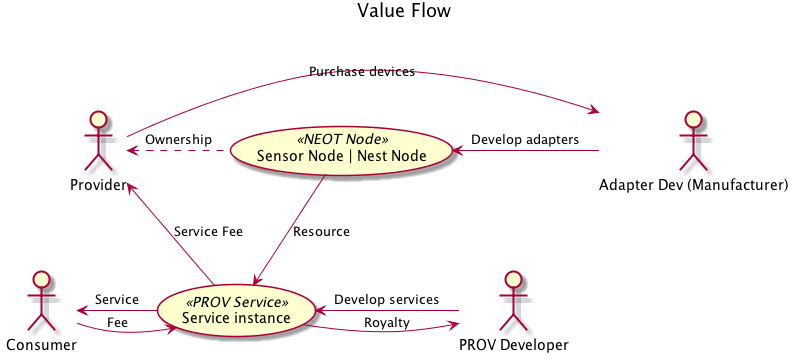 Value Flow
Purchase devices
Ownership
«NEOT Node»
Sensor Node | Nest Node
Develop adapters
Provider
Adapter Dev (Manufacturer)
Service Fee
Resource
Service
«PROV Service»
Service instance
Develop services
Fee
Royalty
Consumer
PROV Developer